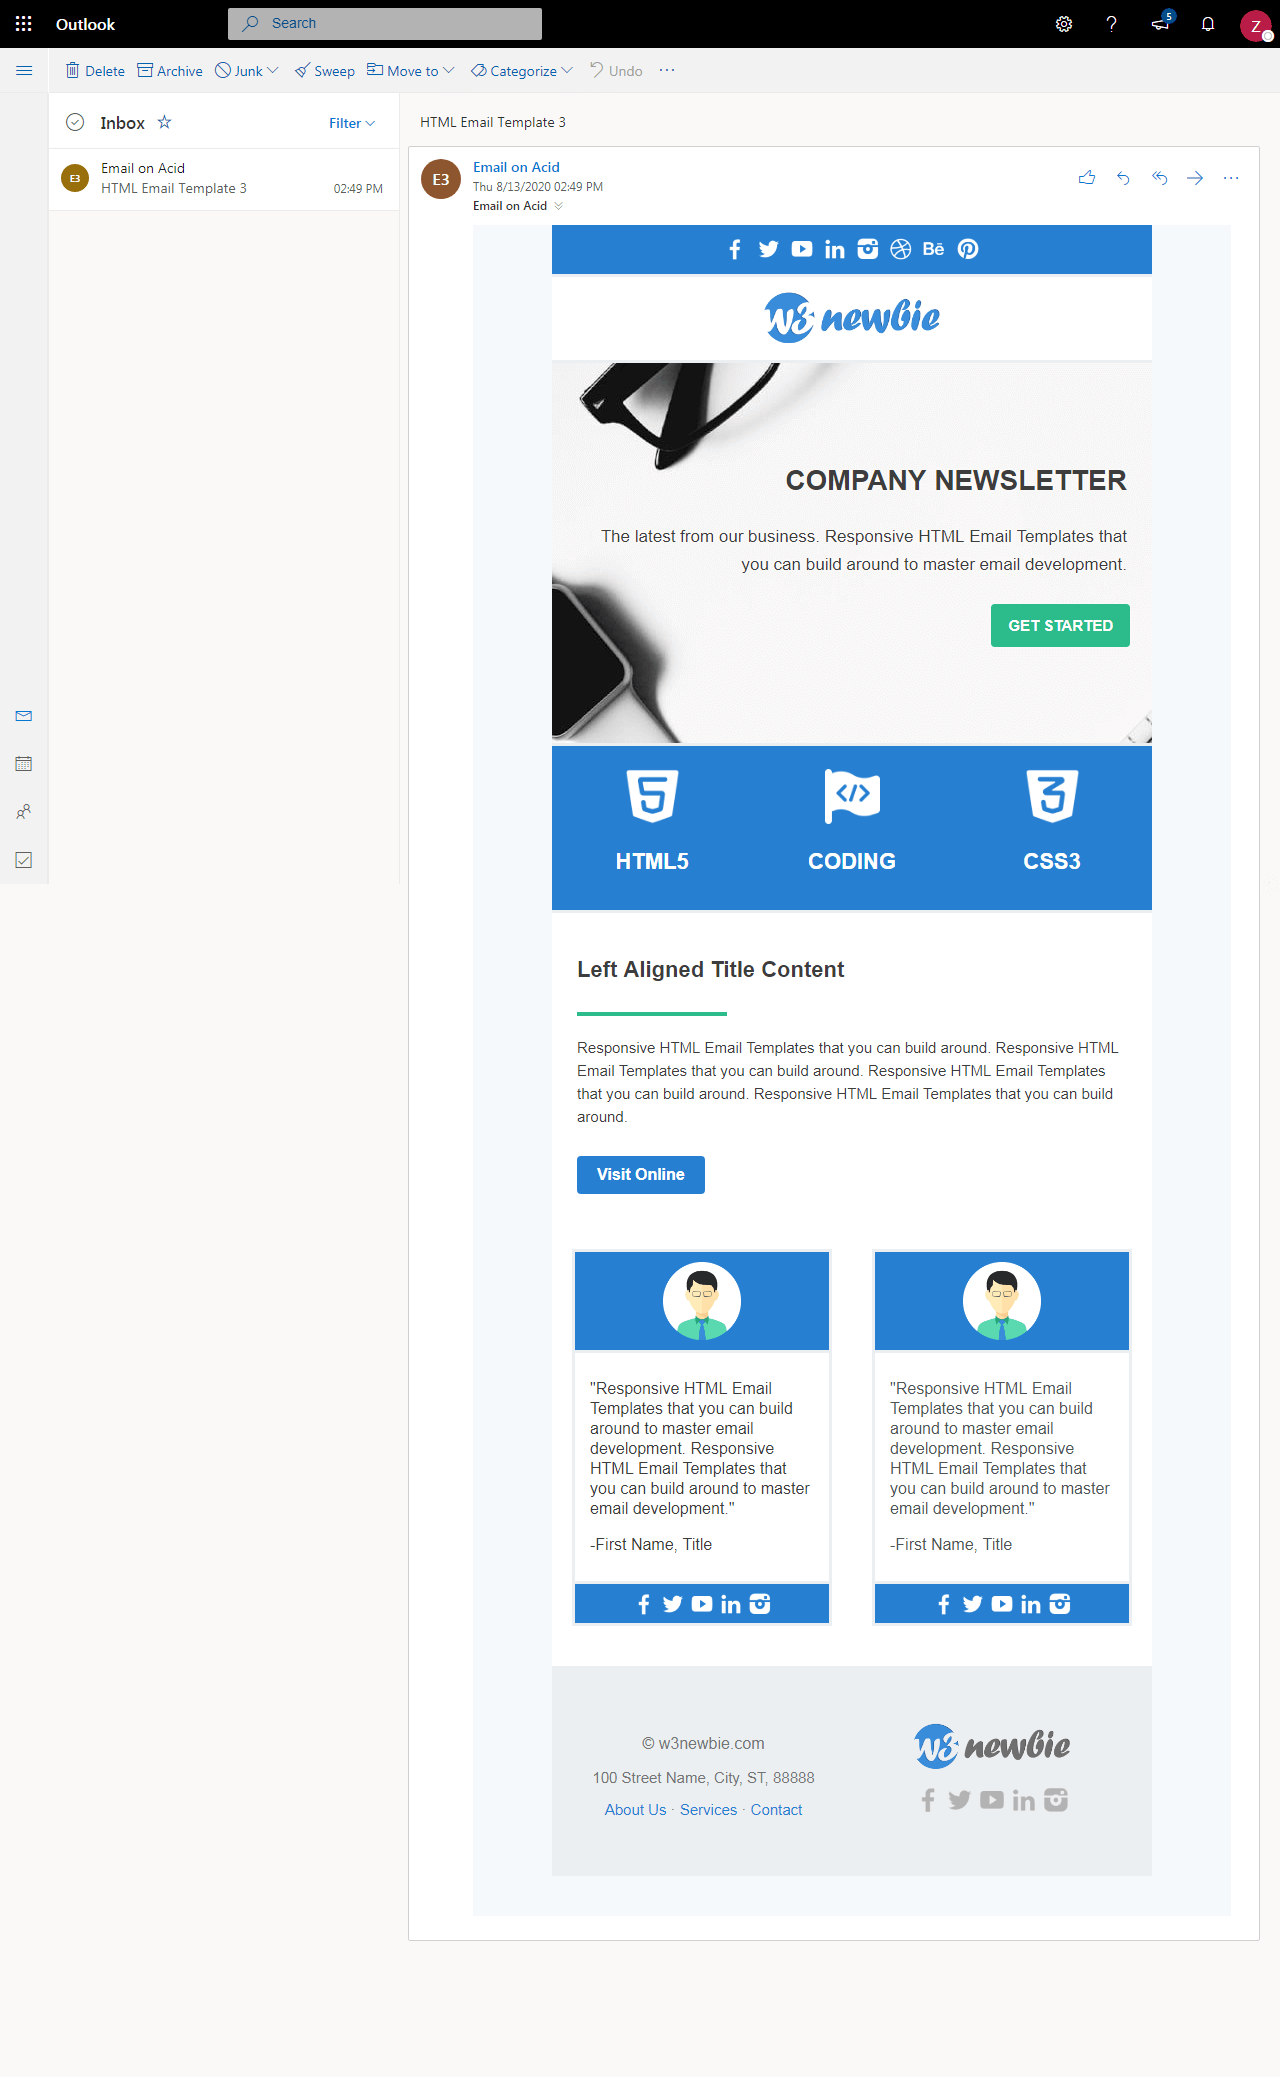 Outlook
Search
5
Z
Delete Archive Junk Sweep Move to Categorize Undo
Inbox
Filter
HTML Email Template 3
E3
Email on Acid
HTML Email Template 3
02:49 PM
E3
Email on Acid
Thu 8/13/2020 02:49 PM
Email on Acid
Bē
W3 newbie
COMPANY NEWSLETTER
The latest from our business. Responsive HTML Email Templates that
you can build around to master email development.
GET STARTED
5
</>
3
HTML5
CODING
CSS3
Left Aligned Title Content
Responsive HTML Email Templates that you can build around. Responsive HTML
Email Templates that you can build around. Responsive HTML Email Templates
that you can build around. Responsive HTML Email Templates that you can build
around.
Visit Online
"Responsive HTML Email
Templates that you can build
around to master email
development. Responsive
HTML Email Templates that
you can build around to master
email development."
-First Name, Title
"Responsive HTML Email
Templates that you can build
around to master email
development. Responsive
HTML Email Templates that
you can build around to master
email development."
-First Name, Title
© w3newbie.com
100 Street Name, City, ST, 88888
About Us · Services · Contact
W3 newbie